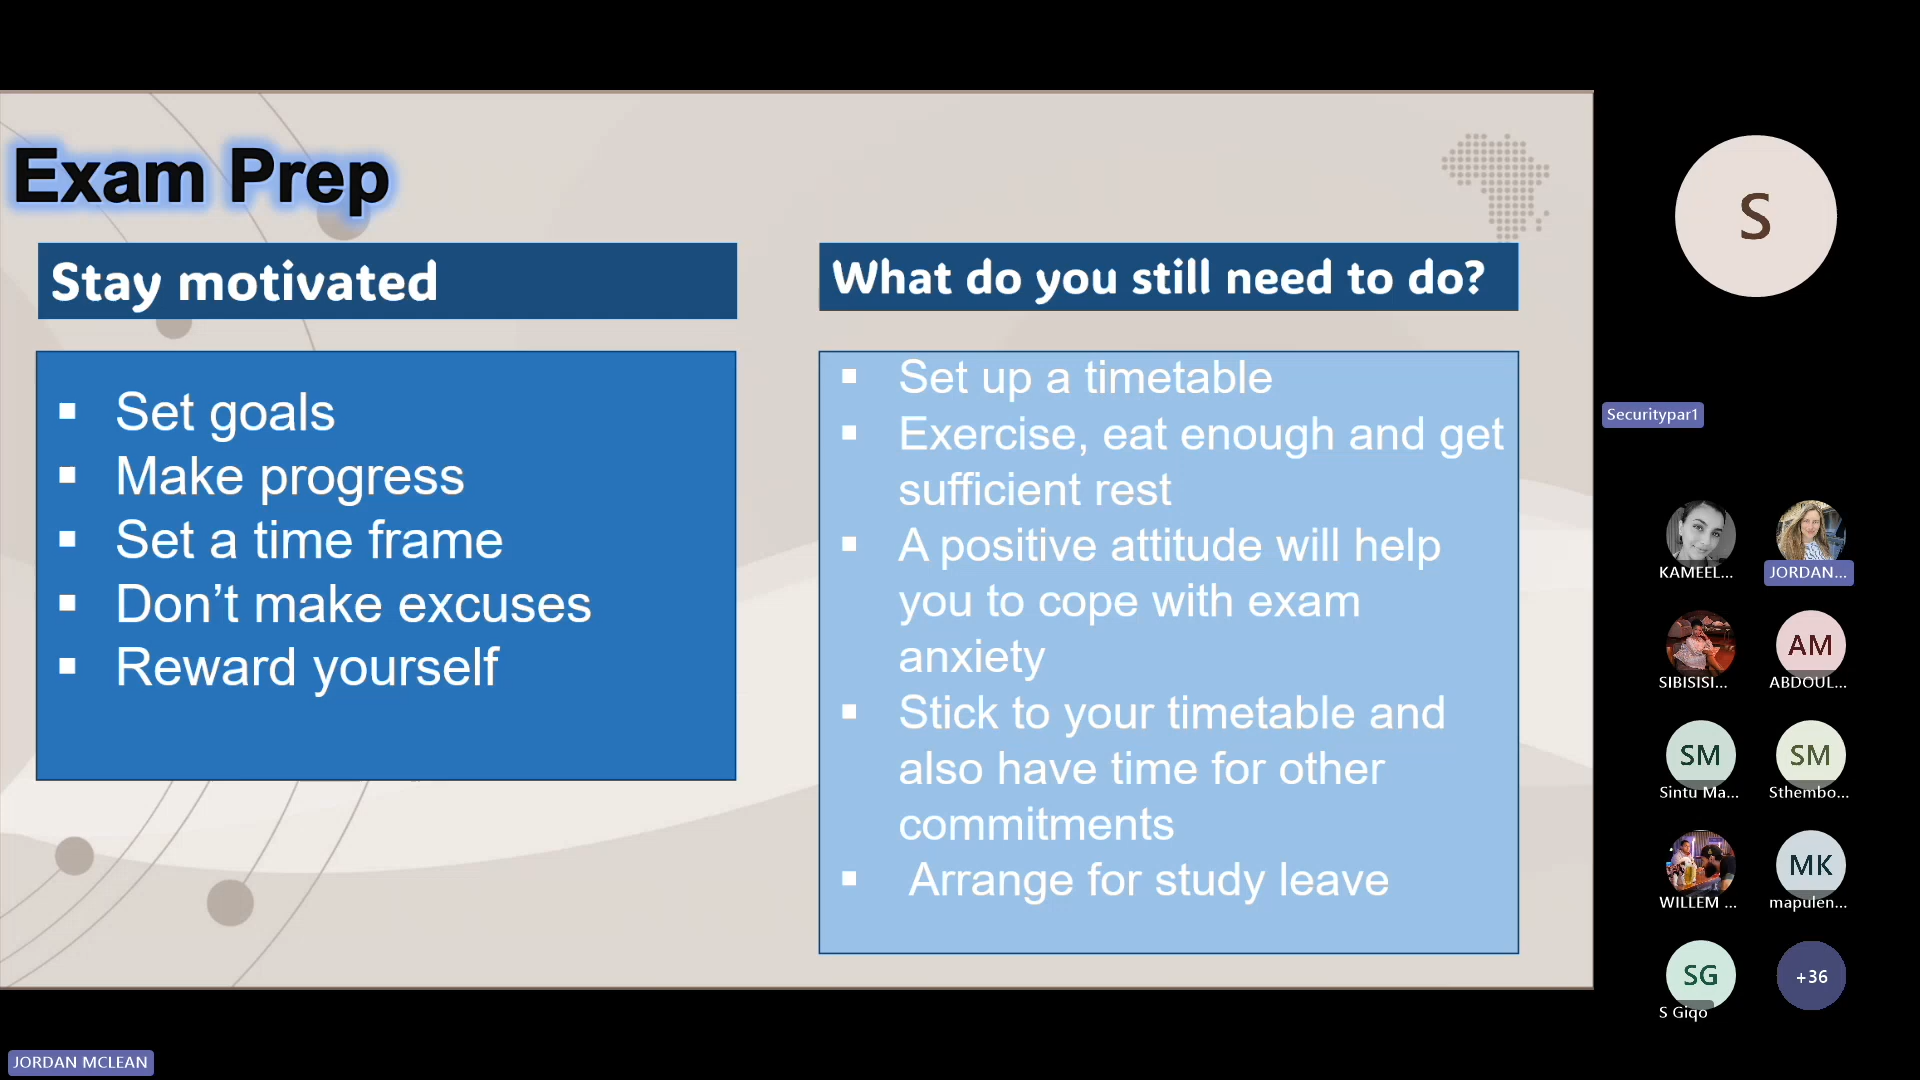 Exam Prep
Stay motivated
▪ Set goals
▪ Make progress
▪ Set a time frame
▪ Don’t make excuses
▪ Reward yourself
What do you still need to do?
▪ Set up a timetable
▪ Exercise, eat enough and get
sufficient rest
▪ A positive attitude will help
you to cope with exam
anxiety
▪ Stick to your timetable and
also have time for other
commitments
▪ Arrange for study leave
S
Securitypar1
KAMEEL...
JORDAN...
SIBISISI...
AM
ABDOUL...
SM
Sintu Ma...
SM
Sthembo...
WILLEM ...
MK
mapulen...
SG
S Giqo
+36
JORDAN MCLEAN